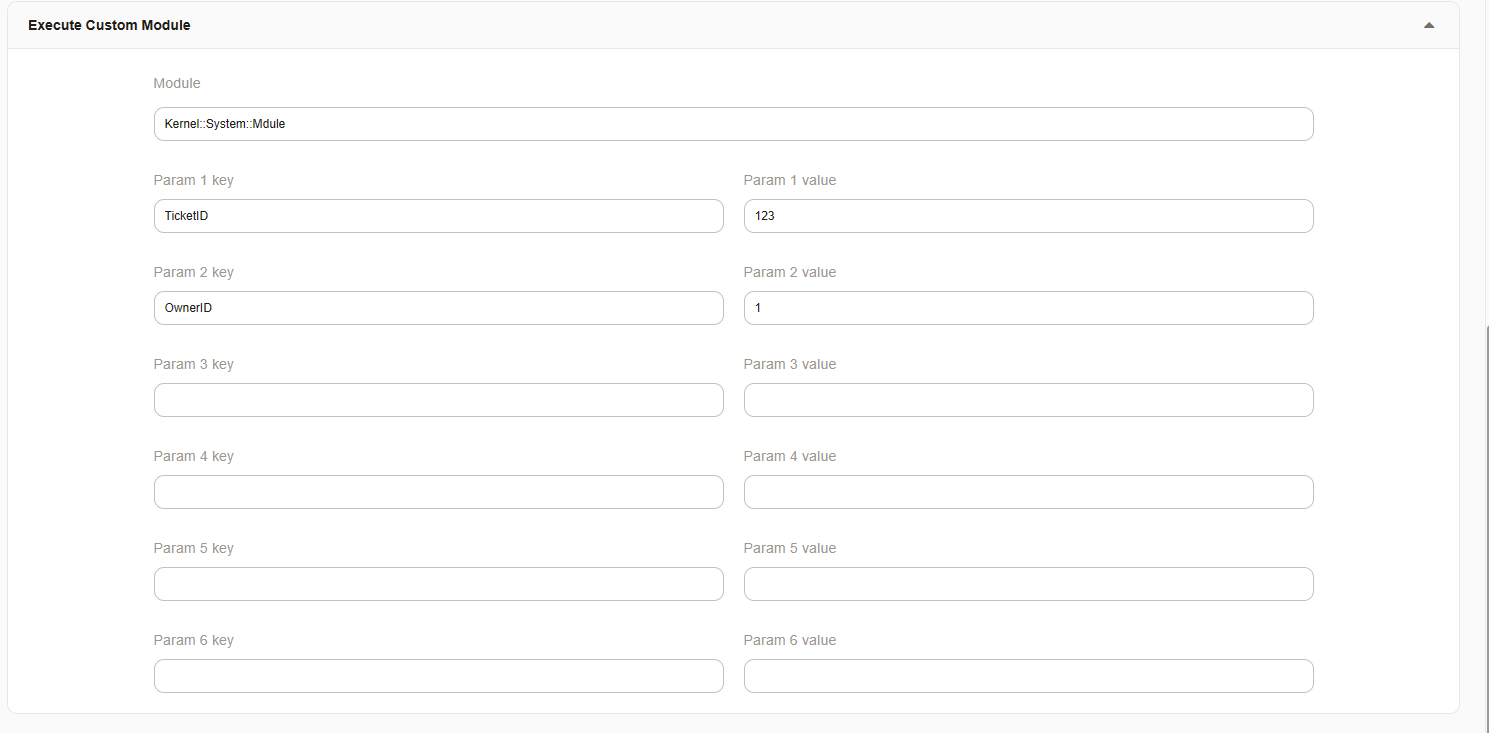 Execute Custom Module
Module
Kernel::System::Mdule
Param 1 key
Param 1 value
TicketID
123
Param 2 key
Param 2 value
OwnerID
1
Param 3 key
Param 3 value
Param 4 key
Param 4 value
Param 5 key
Param 5 value
Param 6 key
Param 6 value